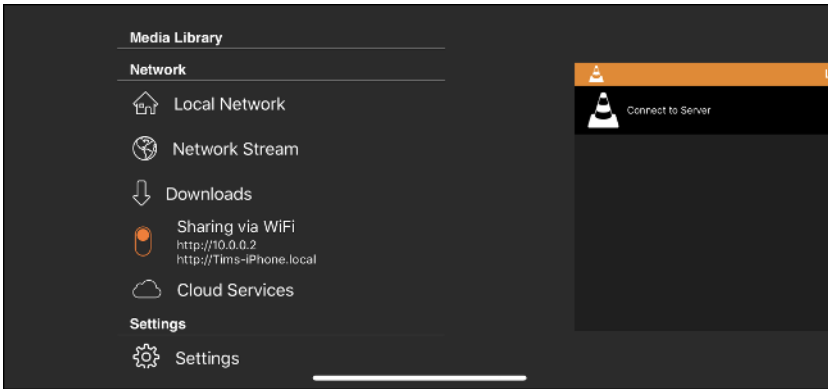 Media Library
Network
Local Network
Network Stream
Downloads
Sharing via WiFi
http://10.0.0.2
http://Tims-iPhone.local
Cloud Services
Settings
Settings
Connect to Server